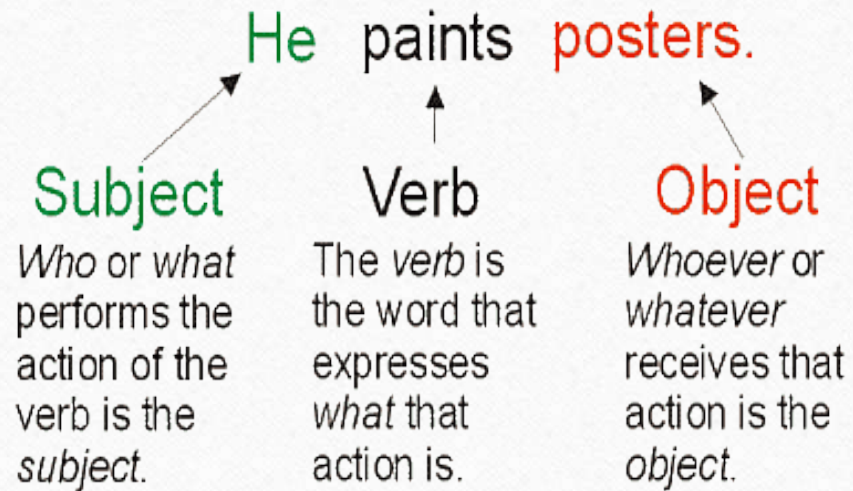 He paints posters.
Subject
Who or what
performs the
action of the
verb is the
subject.
Verb
The verb is
the word that
expresses
what that
action is.
Object
Whoever or
whatever
receives that
action is the
object.